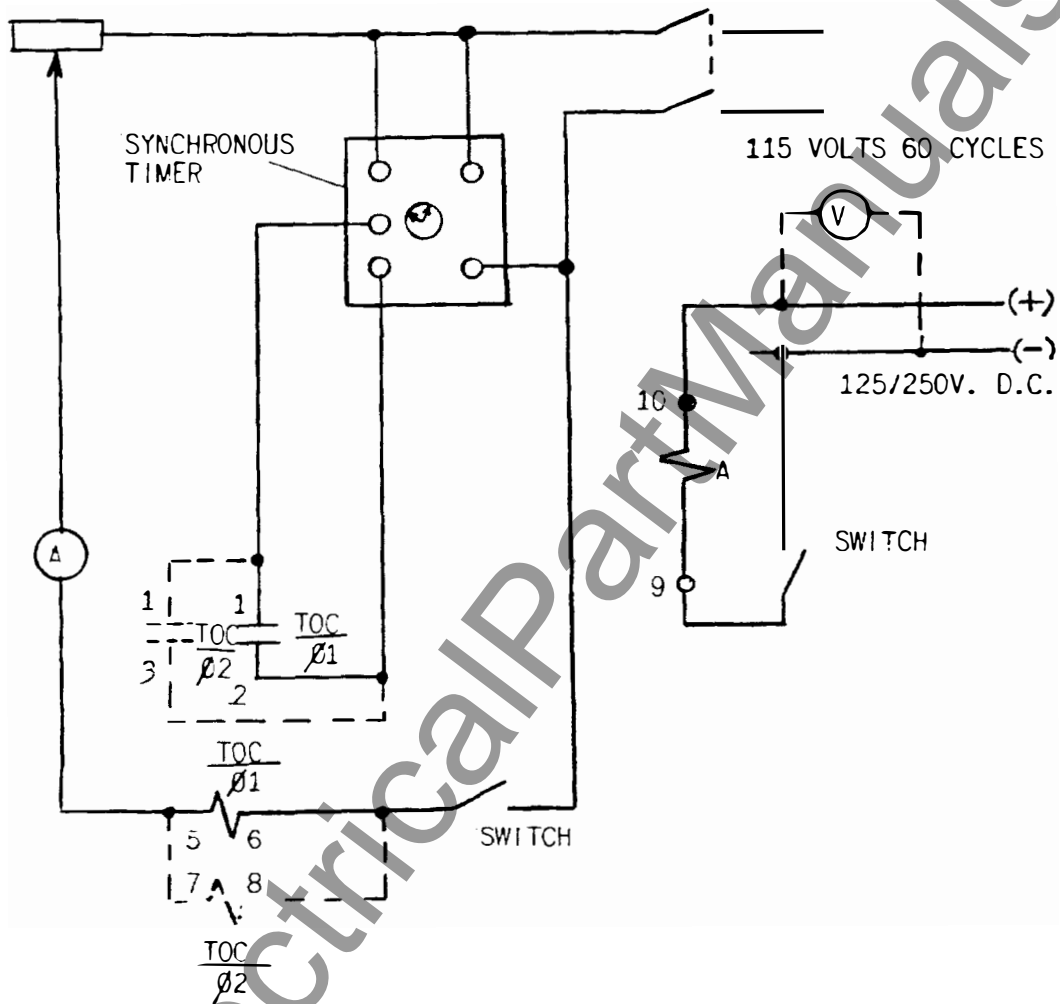 SYNCHRONOUS
TIMER
115 VOLTS 60 CYCLES
V
(+)
(-)
125/250V. D.C.
10
A
SWITCH
9
A
1
1
TOC
Ø1
TOC
Ø2
3
2
TOC
Ø1
5
6
SWITCH
7
8
TOC
Ø2
ectricalPartManuals